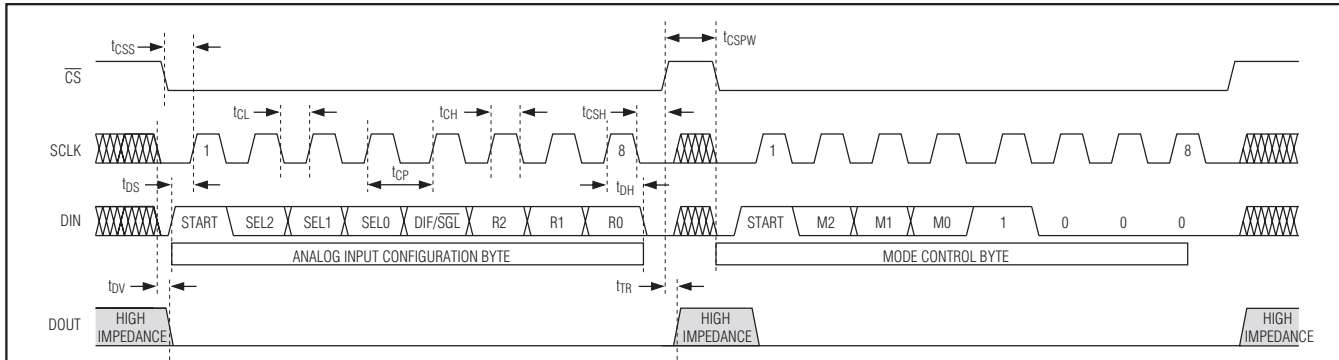 tCSS
tCSPW
CS
tCL
tCH
tCSH
SCLK
1
8
1
8
tCP
tDS
tDH
DIN
START SEL2 SEL1 SEL0 DIF/SGL R2 R1 R0
START M2 M1 M0 1 0 0 0
ANALOG INPUT CONFIGURATION BYTE
MODE CONTROL BYTE
tDV
tTR
DOUT
HIGH
IMPEDANCE
HIGH
IMPEDANCE
HIGH
IMPEDANCE